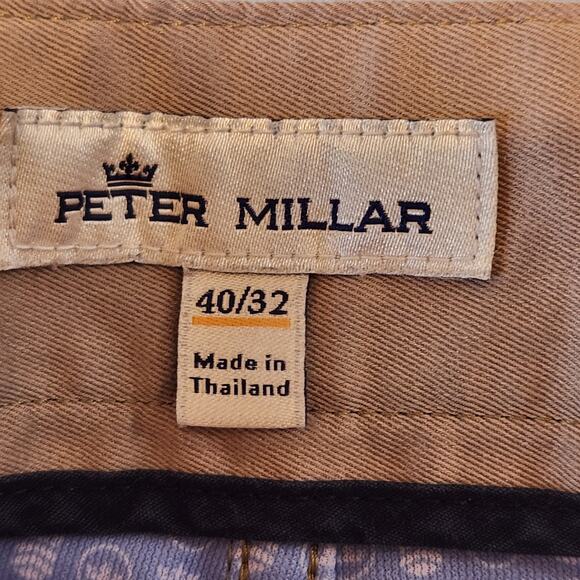 PETER MILLAR
40/32
Made in
Thailand